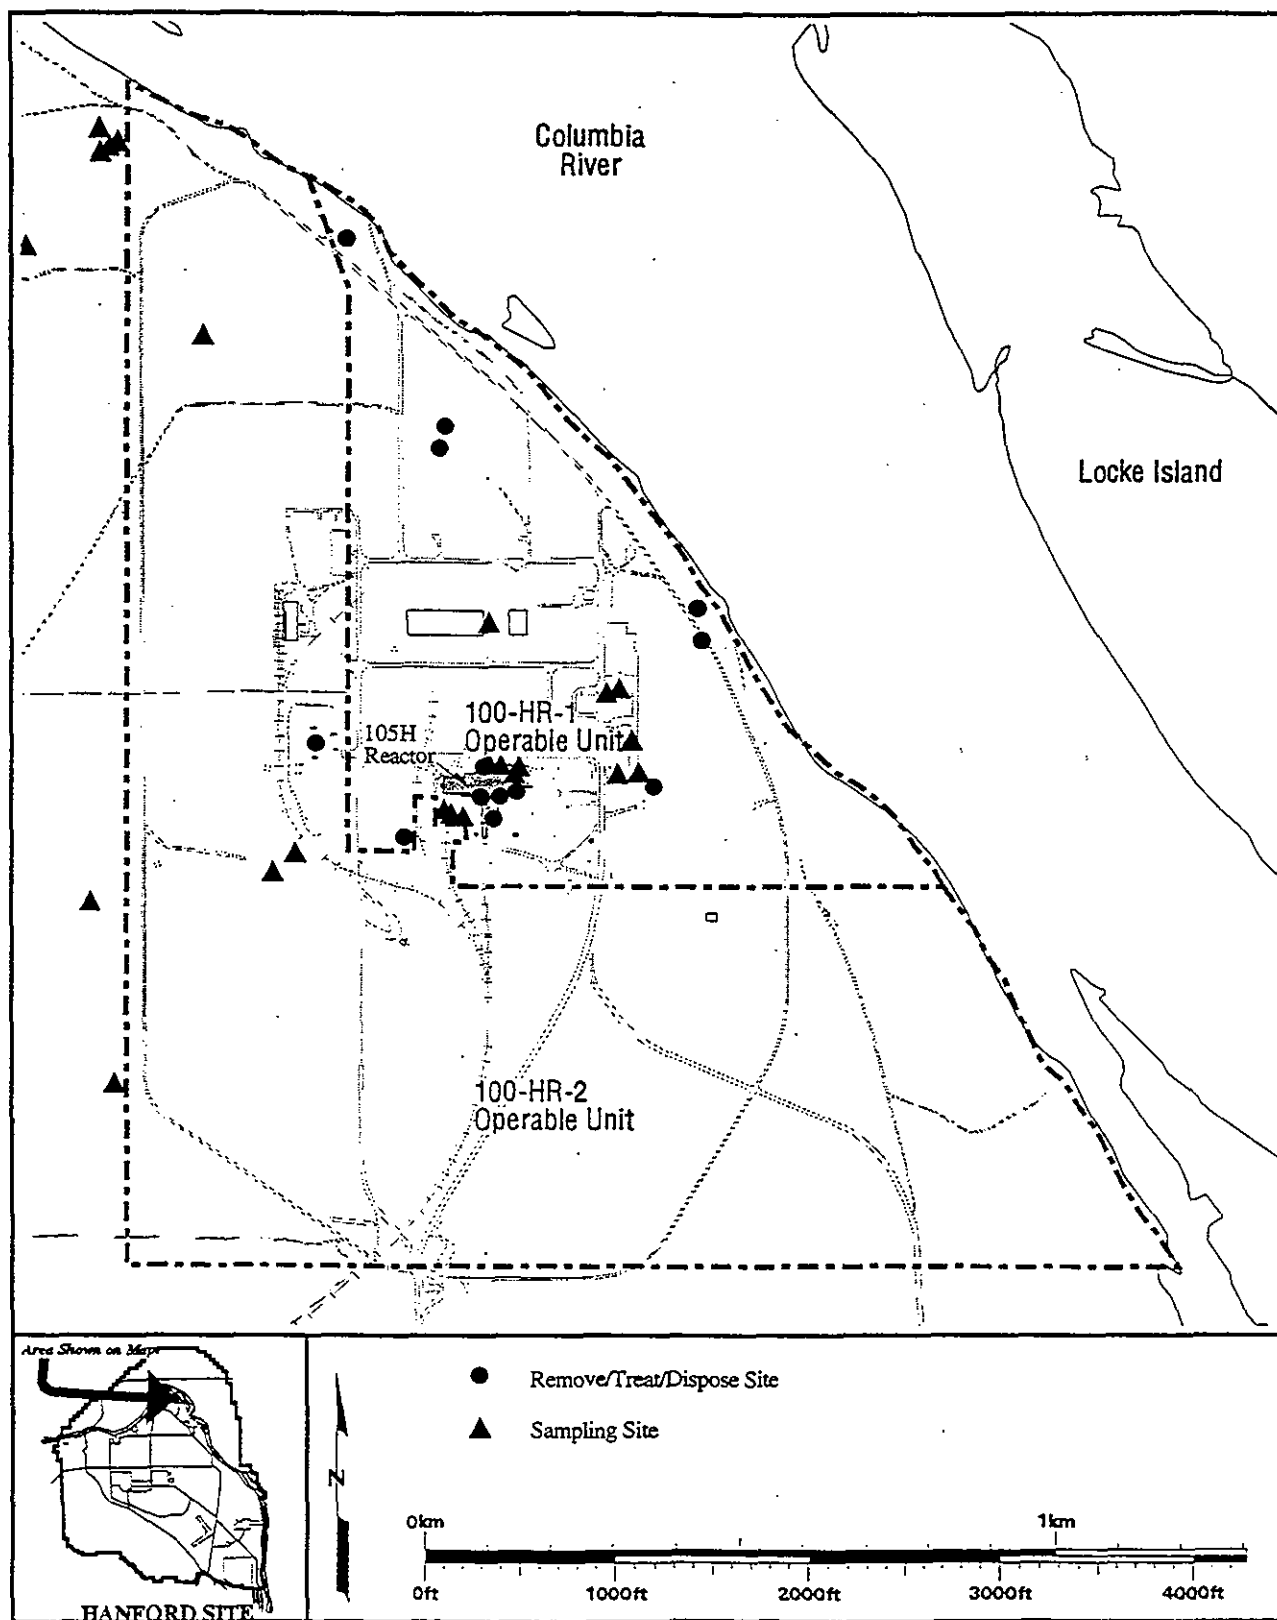 Columbia
River
Locke Island
100-HR-1
Operable Unit
105H
Reactor
100-HR-2
Operable Unit
Area Shown on Map
HANFORD SITE
N
Remove/Treat/Dispose Site
Sampling Site
0km
1km
0ft
1000ft
2000ft
3000ft
4000ft